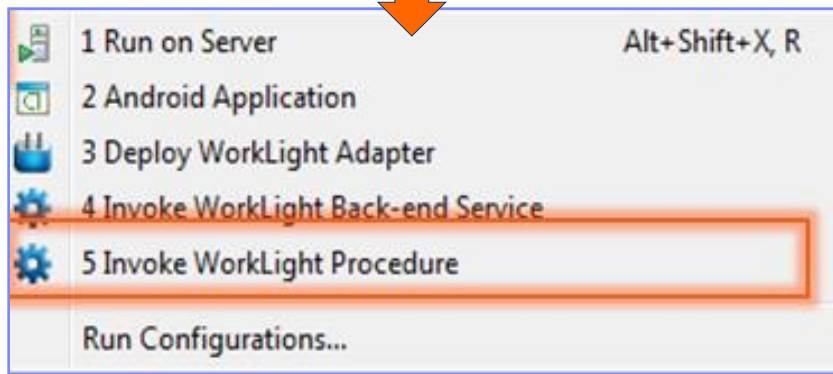 1 Run on Server Alt+Shift+X, R
2 Android Application
3 Deploy WorkLight Adapter
4 Invoke WorkLight Back-end Service
5 Invoke WorkLight Procedure
Run Configurations...